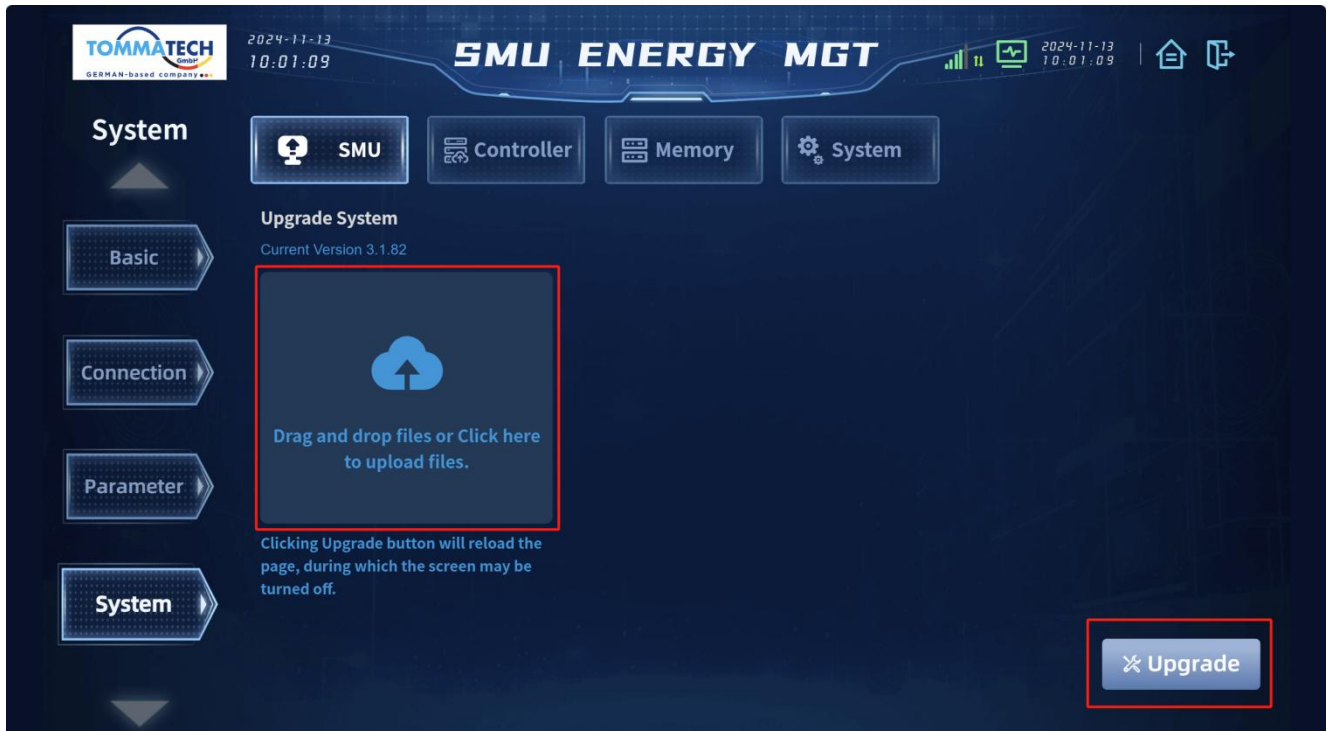 TOMMATECH
GmbH
GERMAN-based company
2024-11-13
10:01:09
SMU ENERGY MGT
2024-11-13
10:01:09
System
SMU
Controller
Memory
System
Upgrade System
Current Version 3.1.82
Basic
Drag and drop files or Click here
to upload files.
Connection
Parameter
Clicking Upgrade button will reload the
page, during which the screen may be
turned off.
System
Upgrade